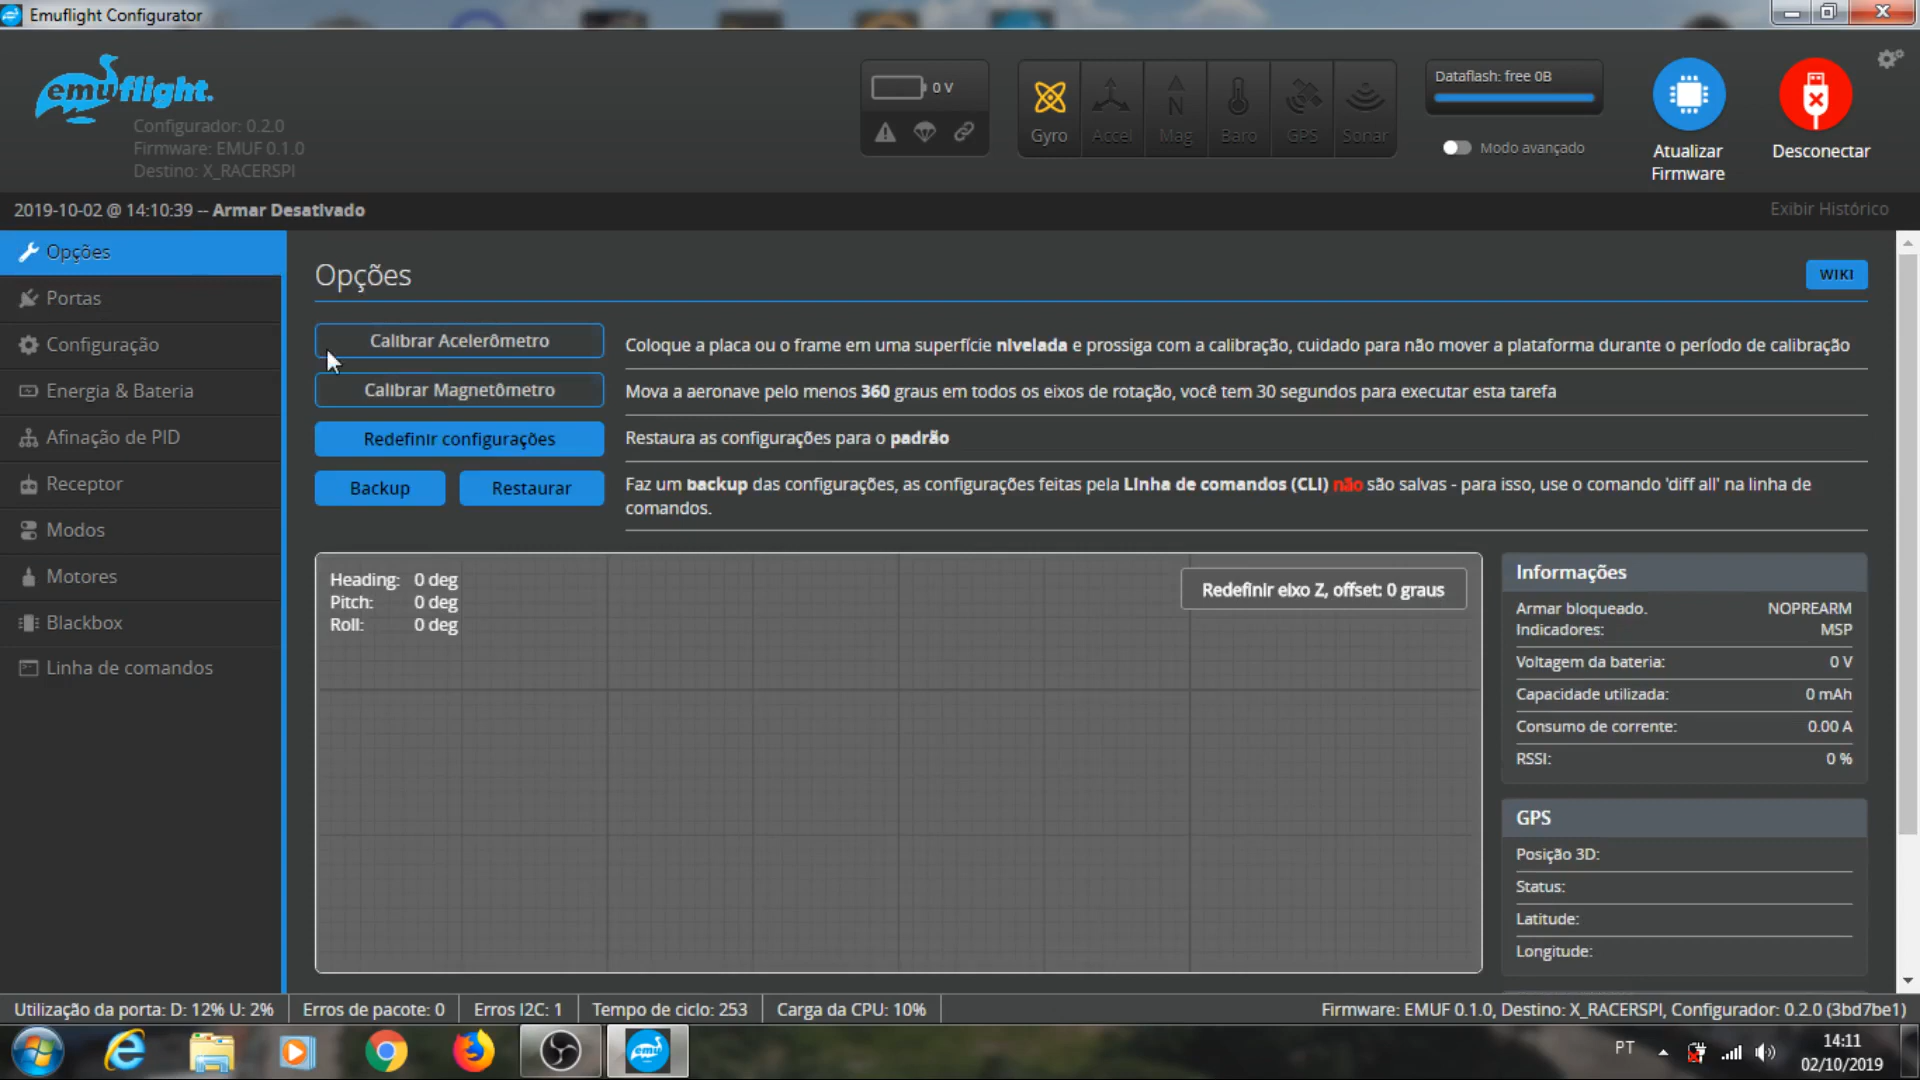 Emuflight Configurator
emuflight.
Configurador: 0.2.0
Firmware: EMUF 0.1.0
Destino: X_RACERSPI
0 V
Gyro
Accel
Mag
Baro
GPS
Sonar
Dataflash: free 0B
Modo avançado
Atualizar
Firmware
Desconectar
2019-10-02 @ 14:10:39 -- Armar Desativado
Exibir Histórico
Opções
Portas
Configuração
Energia & Bateria
Afinação de PID
Receptor
Modos
Motores
Blackbox
Linha de comandos
Opções
WIKI
Calibrar Acelerômetro
Coloque a placa ou o frame em uma superfície nivelada e prossiga com a calibração, cuidado para não mover a plataforma durante o período de calibração
Calibrar Magnetômetro
Mova a aeronave pelo menos 360 graus em todos os eixos de rotação, você tem 30 segundos para executar esta tarefa
Redefinir configurações
Restaura as configurações para o padrão
Backup
Restaurar
Faz um backup das configurações, as configurações feitas pela Linha de comandos (CLI) não são salvas - para isso, use o comando 'diff all' na linha de
comandos.
Heading: 0 deg
Pitch: 0 deg
Roll: 0 deg
Redefinir eixo Z, offset: 0 graus
Informações
Armar bloqueado. NOPREARM
Indicadores: MSP
Voltagem da bateria: 0 V
Capacidade utilizada: 0 mAh
Consumo de corrente: 0.00 A
RSSI: 0 %
GPS
Posição 3D:
Status:
Latitude:
Longitude:
Utilização da porta: D: 12% U: 2%
Erros de pacote: 0
Erros I2C: 1
Tempo de ciclo: 253
Carga da CPU: 10%
Firmware: EMUF 0.1.0, Destino: X_RACERSPI, Configurador: 0.2.0 (3bd7be1)
emu
PT
14:11
02/10/2019